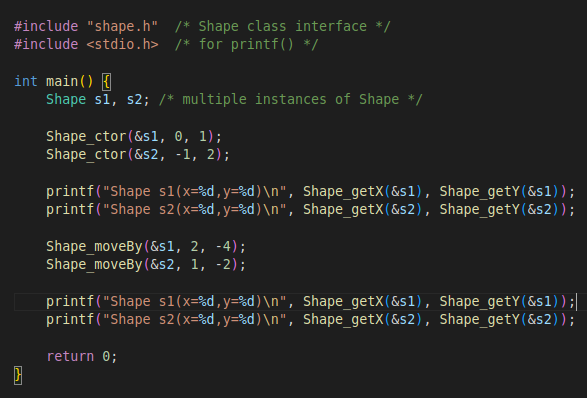 #include "shape.h"  /* Shape class interface */
#include <stdio.h>  /* for printf() */
int main() {
    Shape s1, s2; /* multiple instances of Shape */
    Shape_ctor(&s1, 0, 1);
    Shape_ctor(&s2, -1, 2);
    printf("Shape s1(x=%d,y=%d)\n", Shape_getX(&s1), Shape_getY(&s1));
    printf("Shape s2(x=%d,y=%d)\n", Shape_getX(&s2), Shape_getY(&s2));
    Shape_moveBy(&s1, 2, -4);
    Shape_moveBy(&s2, 1, -2);
    printf("Shape s1(x=%d,y=%d)\n", Shape_getX(&s1), Shape_getY(&s1));
    printf("Shape s2(x=%d,y=%d)\n", Shape_getX(&s2), Shape_getY(&s2));
    return 0;
}